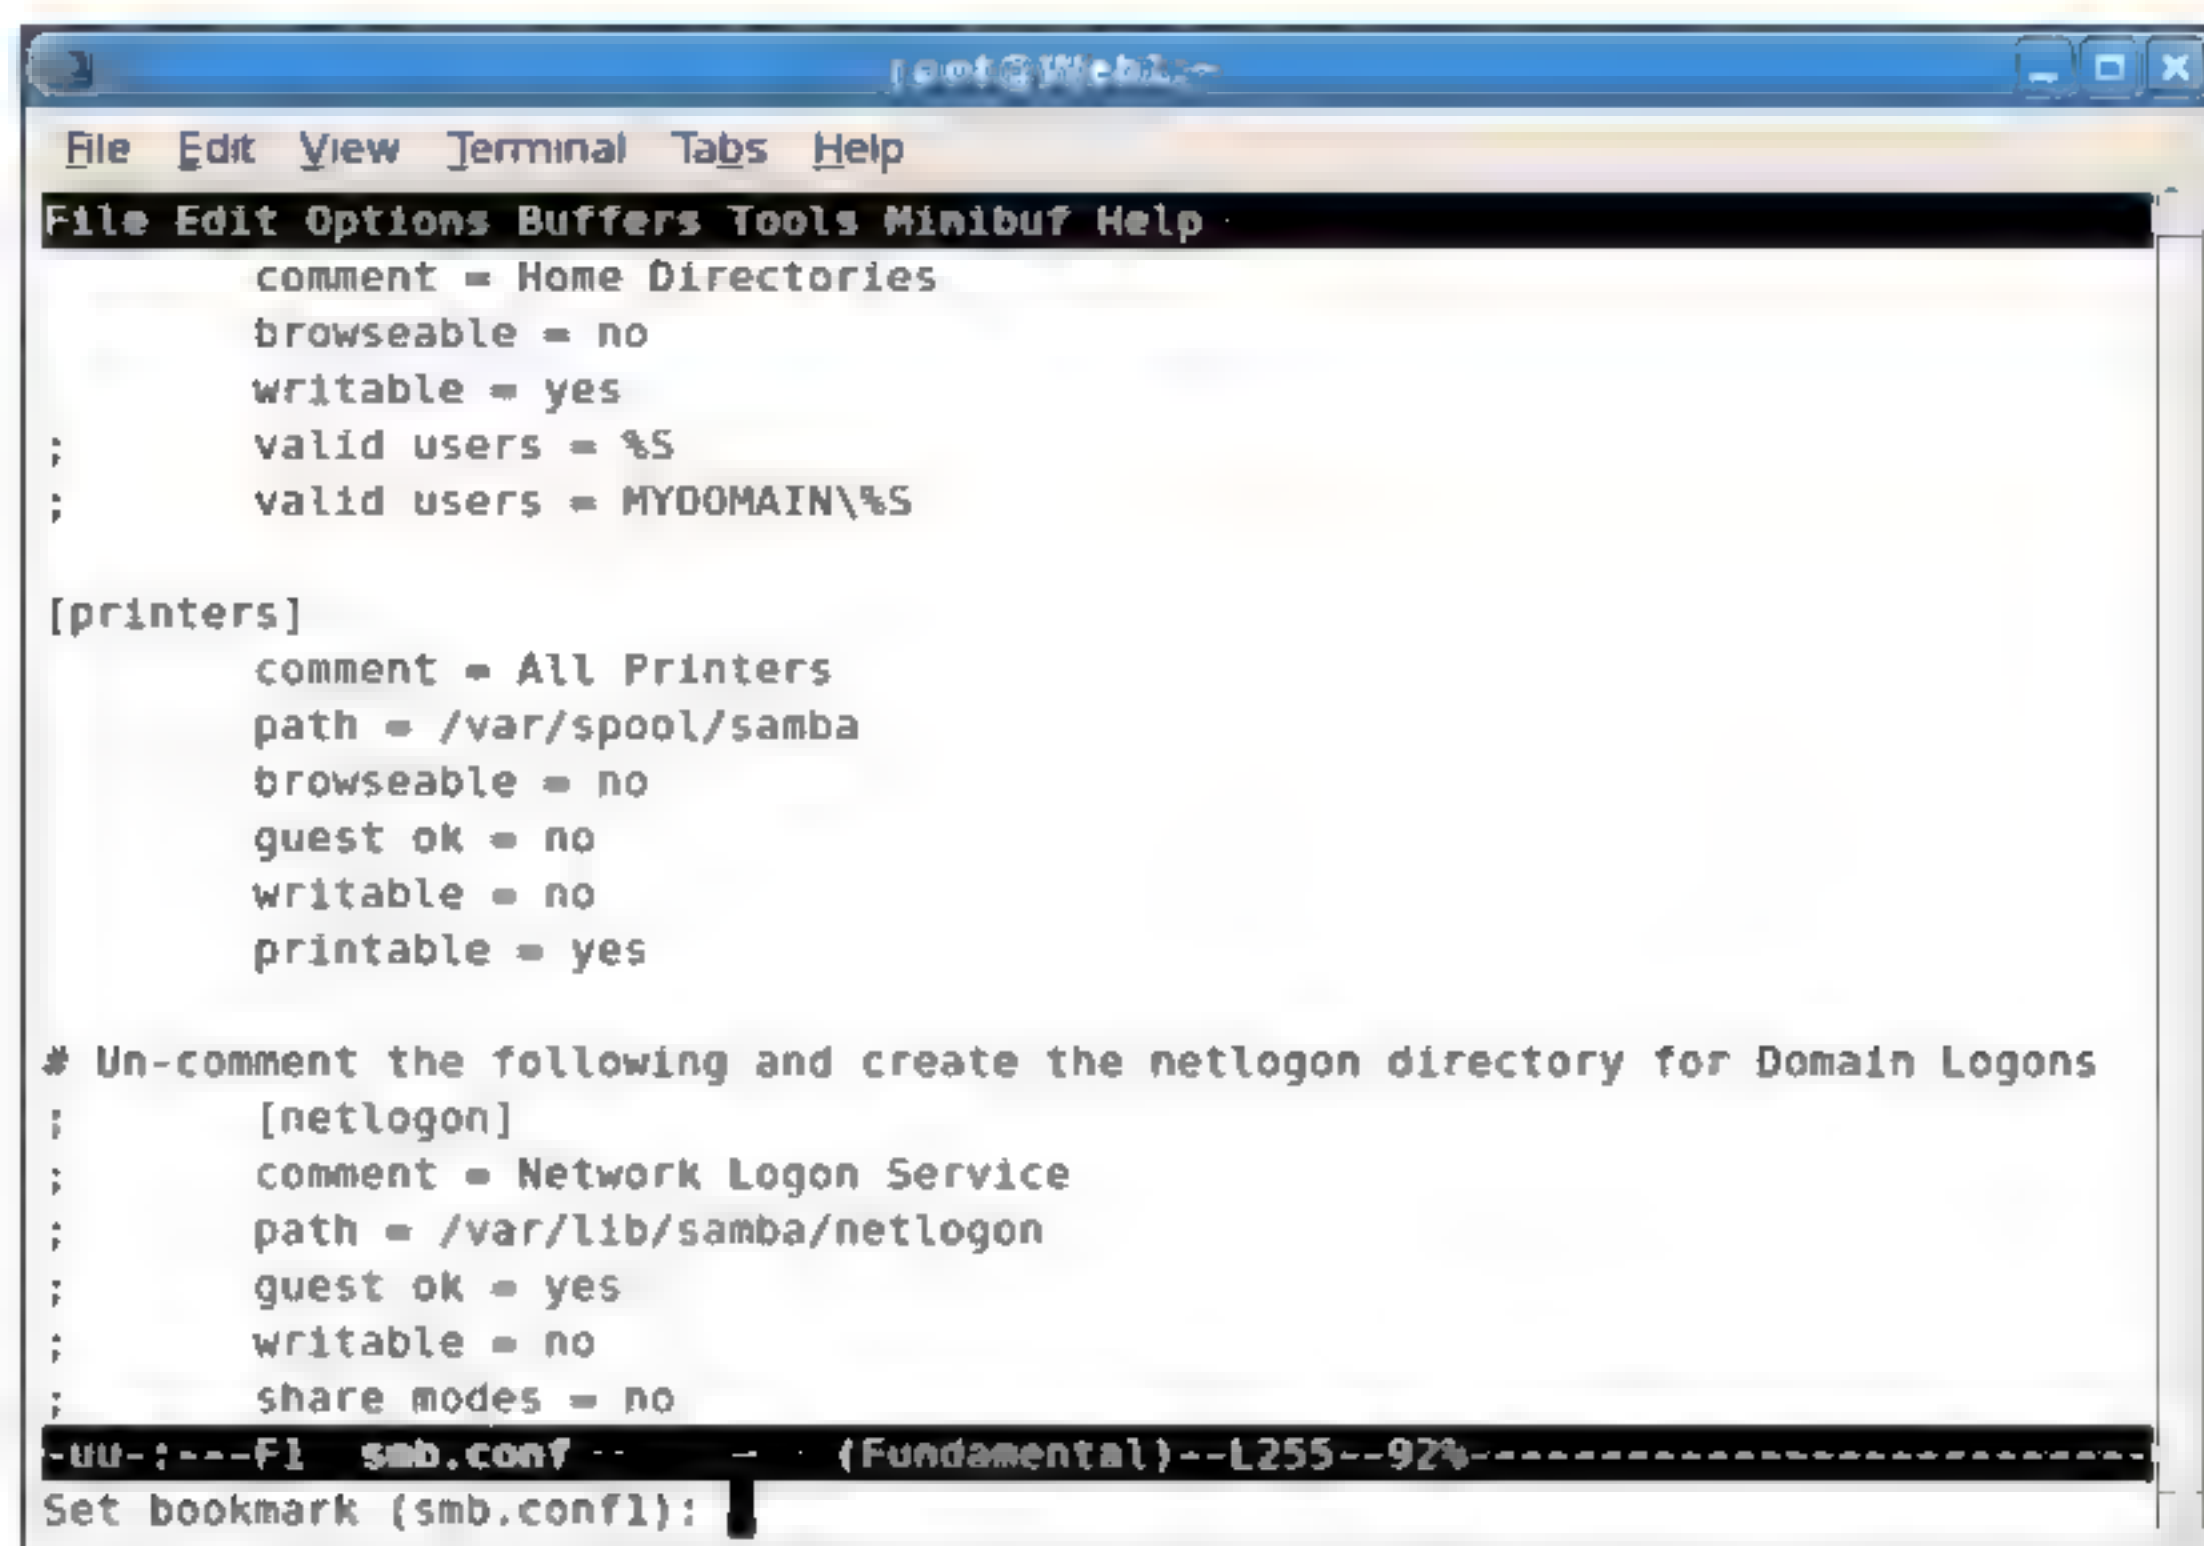 root@Web1:~
File Edit View Terminal Tabs Help
File Edit Options Buffers Tools Minibuf Help
        comment = Home Directories
        browseable = no
        writable = yes
;       valid users = %S
;       valid users = MYDOMAIN\%S

[printers]
        comment = All Printers
        path = /var/spool/samba
        browseable = no
        guest ok = no
        writable = no
        printable = yes

# Un-comment the following and create the netlogon directory for Domain Logons
;       [netlogon]
;       comment = Network Logon Service
;       path = /var/lib/samba/netlogon
;       guest ok = yes
;       writable = no
;       share modes = no
-uu-:---F1  smb.conf      (Fundamental)--L255--92%-------------------------
Set bookmark (smb.conf1):